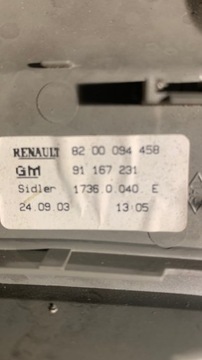 RENAULT 82 00 094 458
GM 91 167 231
Sidler 1736.0.040. E
24.09.03 13:05